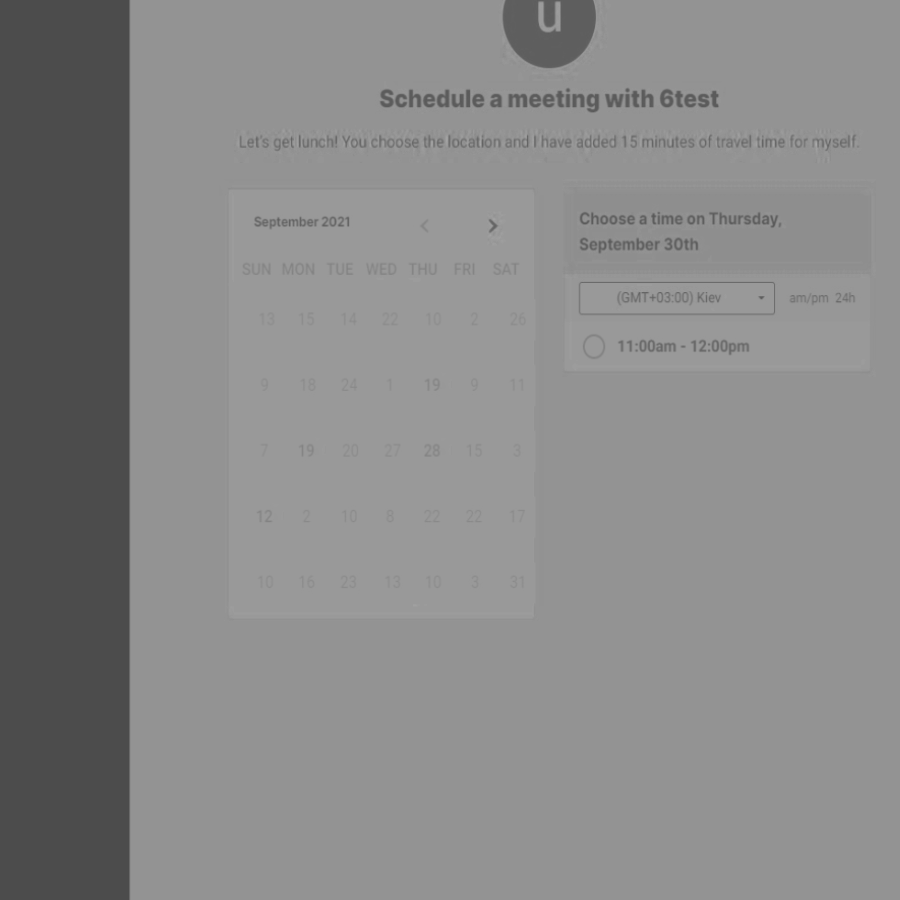 u
Schedule a meeting with 6test
Let's get lunch! You choose the location and I have added 15 minutes of travel time for myself.
September 2021
SUN MON TUE WED THU FRI SAT
13 15 14 22 10 2 26
9 18 24 1 19 9 11
7 19 20 27 28 15 3
12 2 10 8 22 22 17
10 16 23 13 10 3 31
Choose a time on Thursday,
September 30th
(GMT+03:00) Kiev am/pm 24h
11:00am - 12:00pm